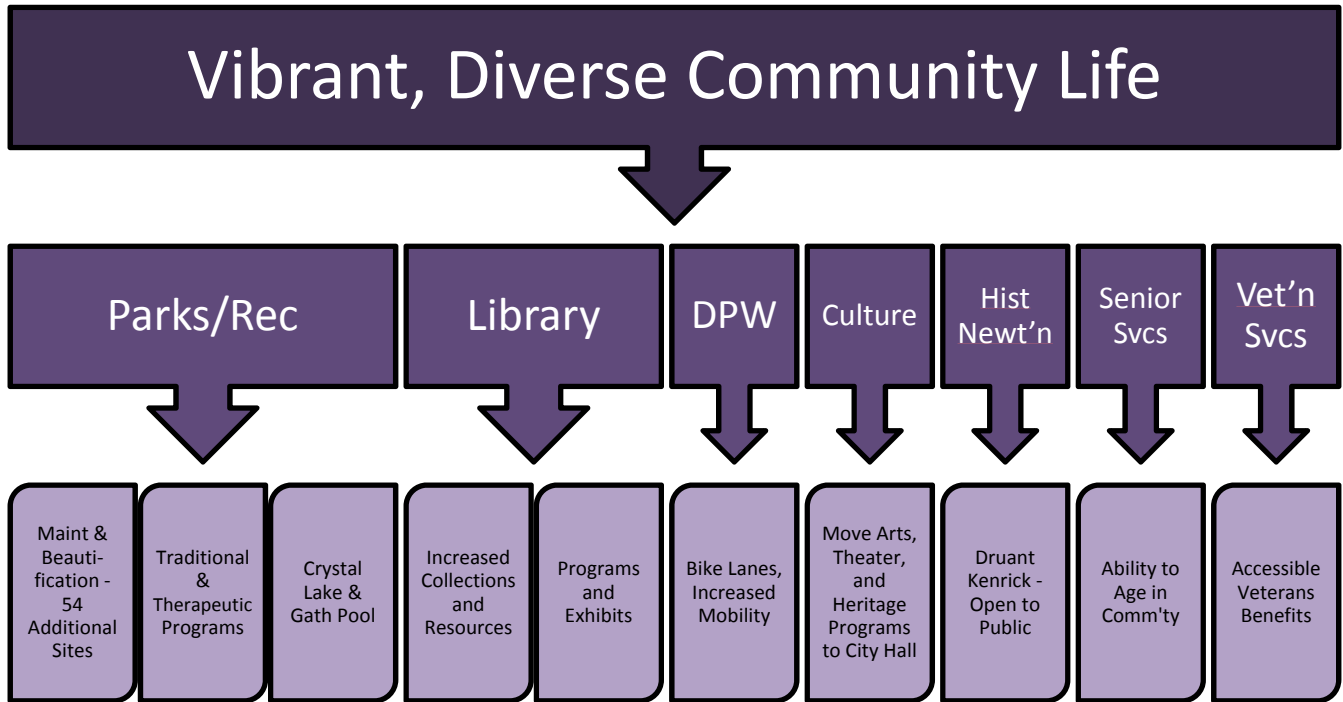 Vibrant, Diverse Community Life
Parks/Rec
Library
DPW
Culture
Hist
Newt'n
Senior
Svcs
Vet'n
Svcs
Maint &
Beauti-
fication -
54
Additional
Sites
Traditional
&
Therapeutic
Programs
Crystal
Lake &
Gath Pool
Increased
Collections
and
Resources
Programs
and
Exhibits
Bike Lanes,
Increased
Mobility
Move Arts,
Theater,
and
Heritage
Programs
to City Hall
Druant
Kenrick -
Open to
Public
Ability to
Age in
Comm'ty
Accessible
Veterans
Benefits